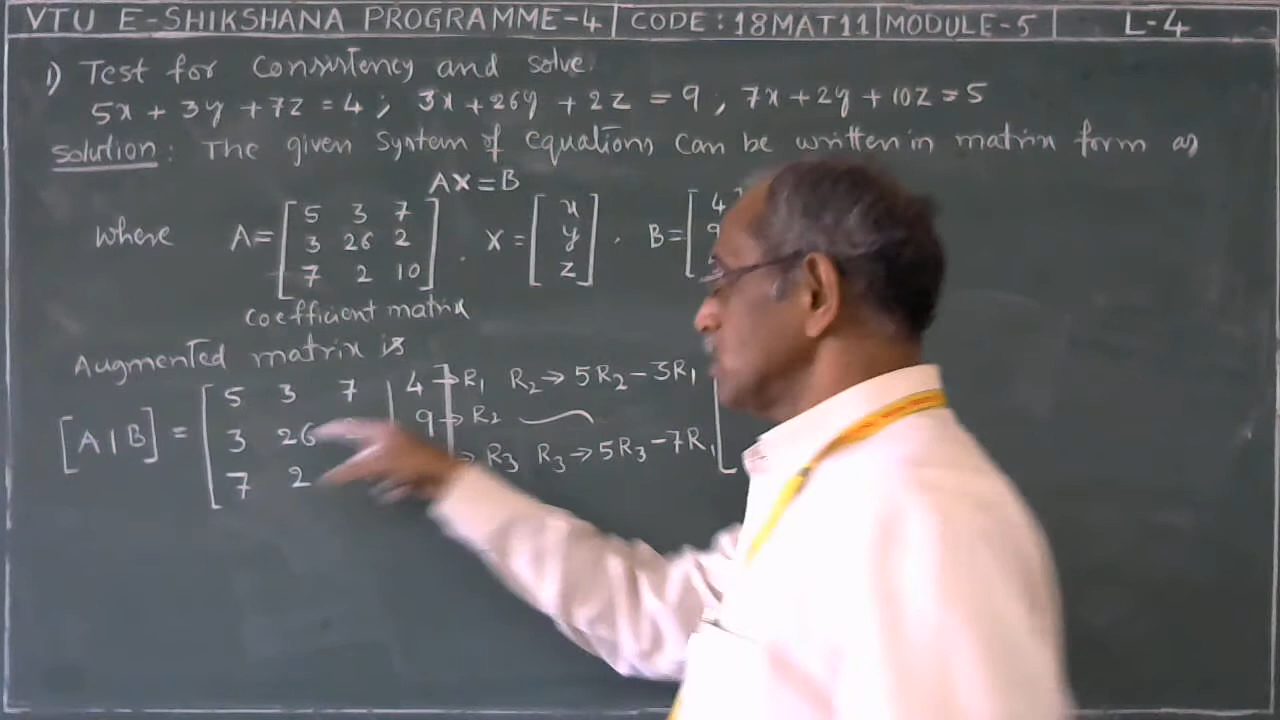 VTU E-SHIKSHANA PROGRAMME-4 | CODE : 18MAT11 | MODULE-5 | L-4
1) Test for Consistency and solve.
5x + 3y + 7z = 4 ; 3x + 26y + 2z = 9 , 7x + 2y + 10z = 5
Solution : The given System of equations can be written in matrix form as
AX = B
where A = [ 5 3 7 ] . X = [ x ] , B = [ 4
3 26 2 y 9
7 2 10 z
coefficient matrix
Augmented matrix is
[A|B] = [ 5 3 7 | 4 ] → R1 R2 → 5R2 - 3R1 [
3 26 9 → R2
7 2 → R3 R3 → 5R3 - 7R1